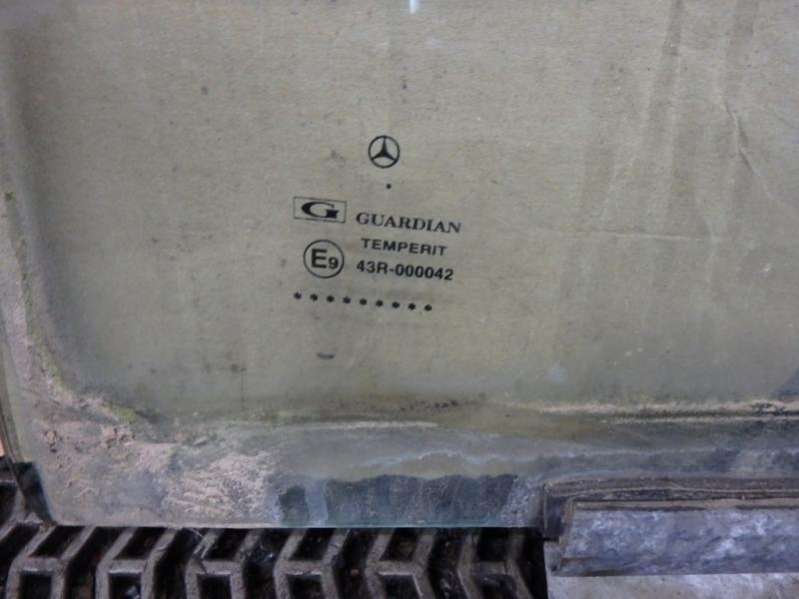 G GUARDIAN
TEMPERIT
E9 43R-000042